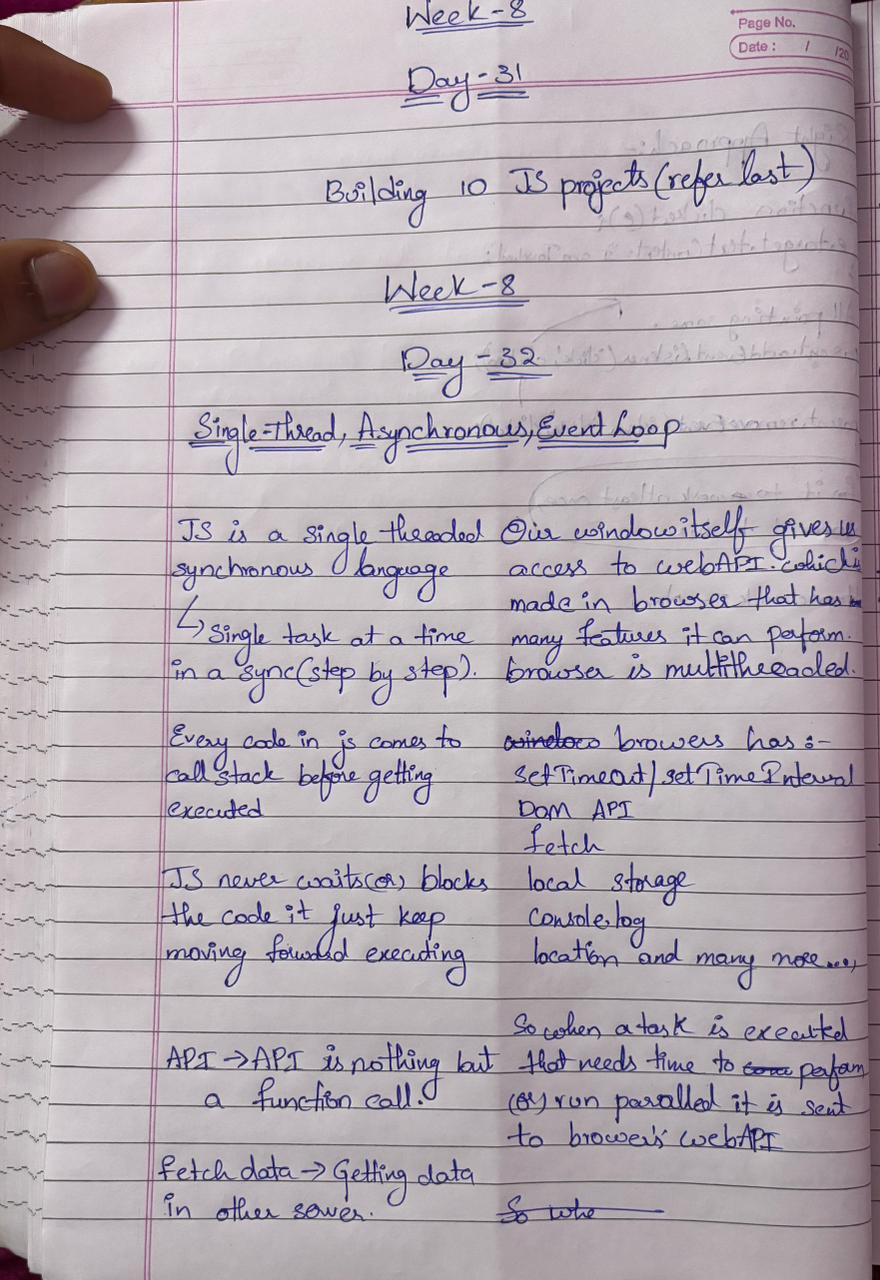 Week-8
Page No.
Date : / /20
Day-31
Building 10 JS projects (refer last)
Week-8
Day-32
Single-Thread, Asynchronous, Event Loop
JS is a single threaded
synchronous language
↳ Single task at a time
in a sync (step by step).
Every code in js comes to
call stack before getting
executed
JS never waits (or) blocks
the code it just keep
moving forward executing
API → API is nothing but
a function call.
fetch data → Getting data
in other server.
Our window itself gives us
access to webAPI. which is
made in browser that has
many features it can perform.
browser is multithreaded.
window browers has :-
setTimeout/setTimeInterval
DOM API
fetch
local storage
console.log
location and many more...,
So when a task is executed
that needs time to perfom
(or) run paralled it is sent
to brower's webAPI
So whe